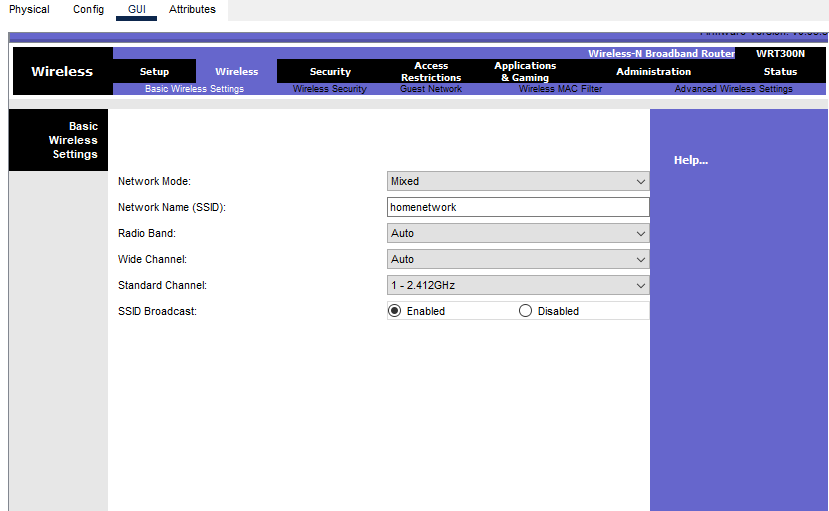 Physical Config GUI Attributes
Wireless-N Broadband Router WRT300N
Wireless
Setup Wireless Security Access Restrictions Applications & Gaming Administration Status
Basic Wireless Settings Wireless Security Guest Network Wireless MAC Filter Advanced Wireless Settings
Basic
Wireless
Settings
Help...
Network Mode: Mixed
Network Name (SSID): homenetwork
Radio Band: Auto
Wide Channel: Auto
Standard Channel: 1 - 2.412GHz
SSID Broadcast: Enabled Disabled